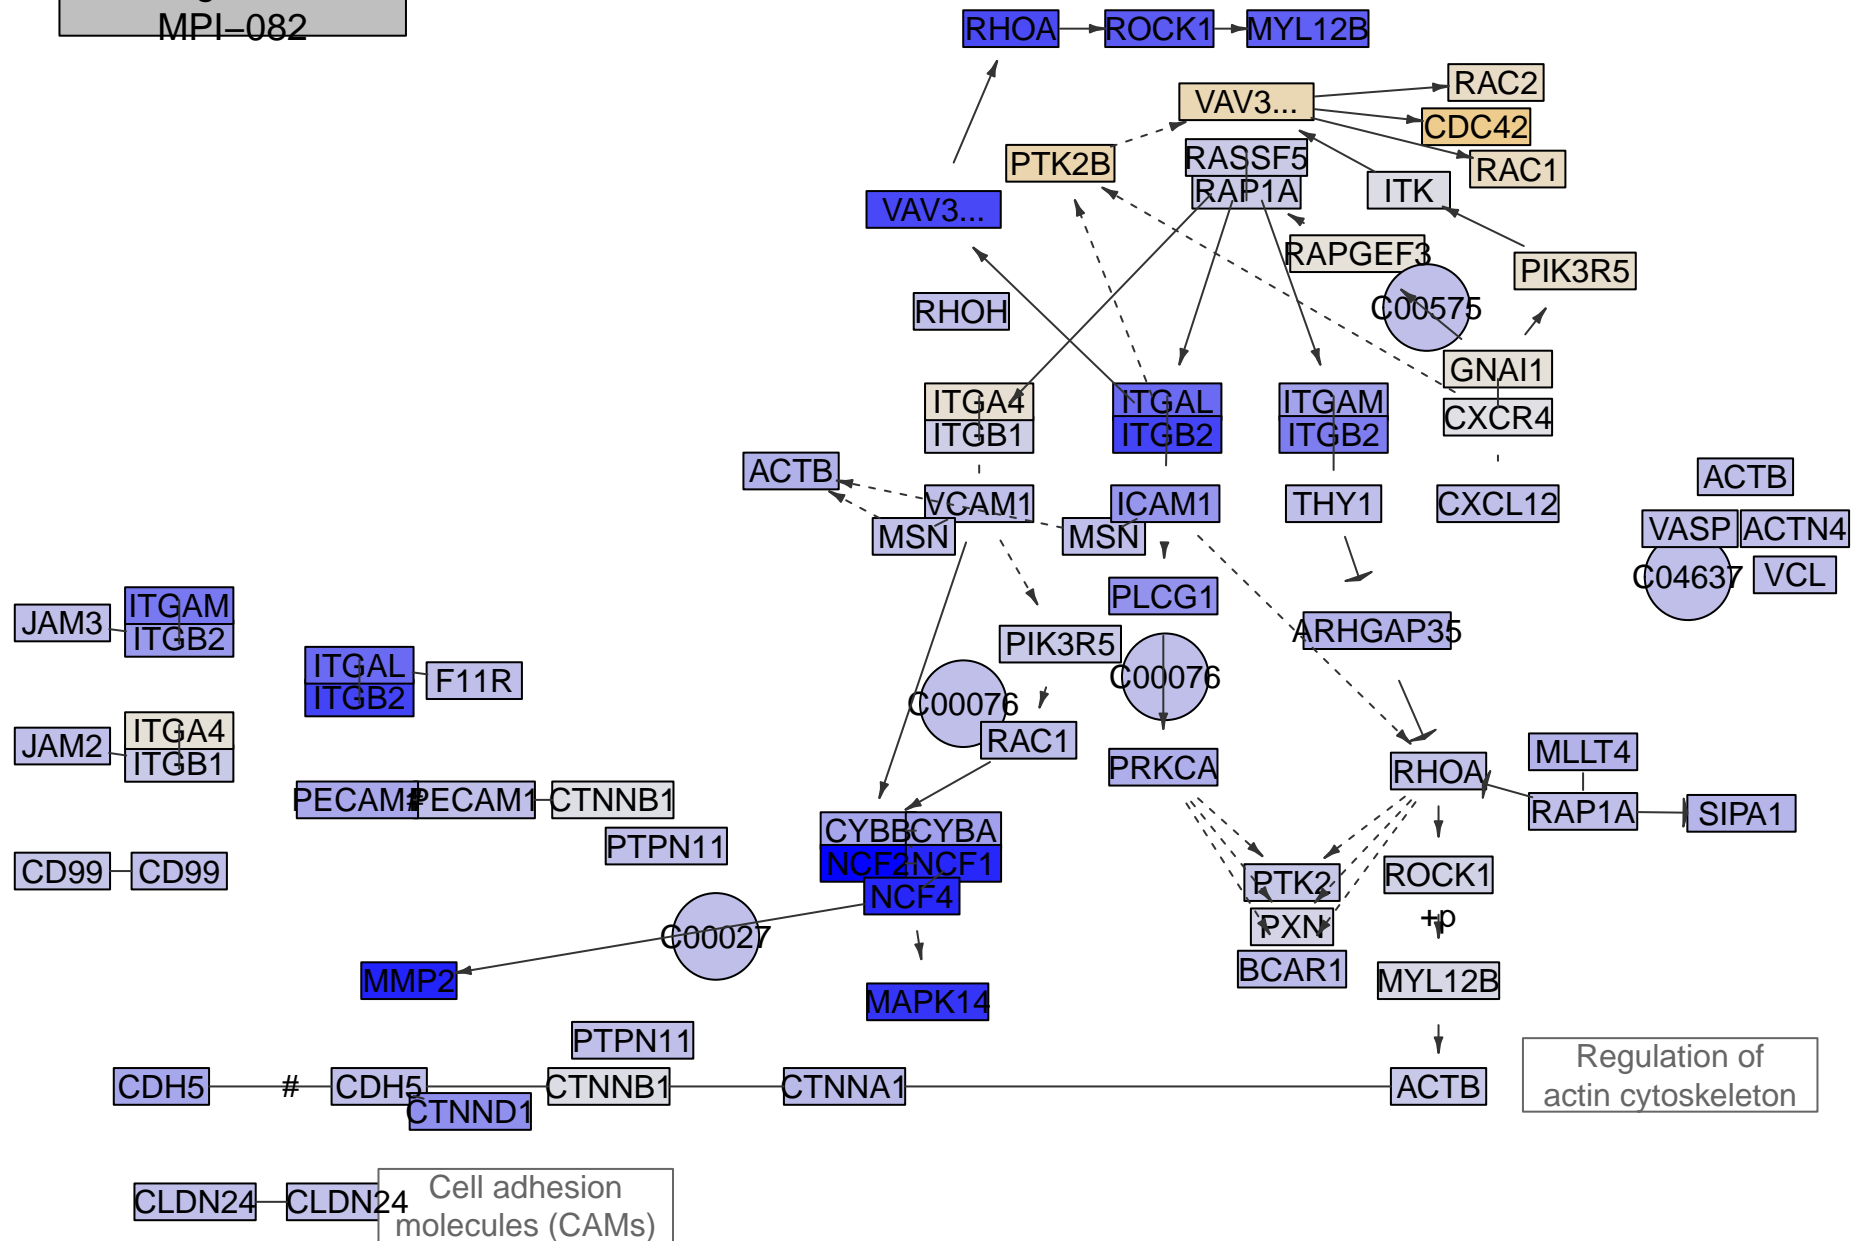 MPI−082
RHOA
ROCK1
MYL12B
RAC2
VAV3...
CDC42
RASSF5
PTK2B
RAC1
RAP1A
ITK
VAV3...
RAPGEF3
PIK3R5
RHOH
C00575
GNAI1
ITGA4
ITGAL
ITGAM
CXCR4
ITGB1
ITGB2
ITGB2
ACTB
ACTB
VCAM1
ICAM1
THY1
CXCL12
MSN
MSN
VASP
ACTN4
C04637
VCL
PLCG1
ITGAM
JAM3
ITGB2
ARHGAP35
PIK3R5
ITGAL
F11R
ITGB2
C00076
C00076
ITGA4
JAM2
ITGB1
RAC1
PRKCA
RHOA
MLLT4
PECAM1
#
PECAM1
CTNNB1
RAP1A
SIPA1
PTPN11
CYBB
CYBA
NCF2
NCF1
NCF4
CD99
CD99
PTK2
ROCK1
+p
PXN
C00027
BCAR1
MMP2
MYL12B
MAPK14
PTPN11
CDH5
#
CDH5
CTNND1
CTNNB1
CTNNA1
ACTB
Regulation of
actin cytoskeleton
CLDN24
CLDN24
Cell adhesion
molecules (CAMs)